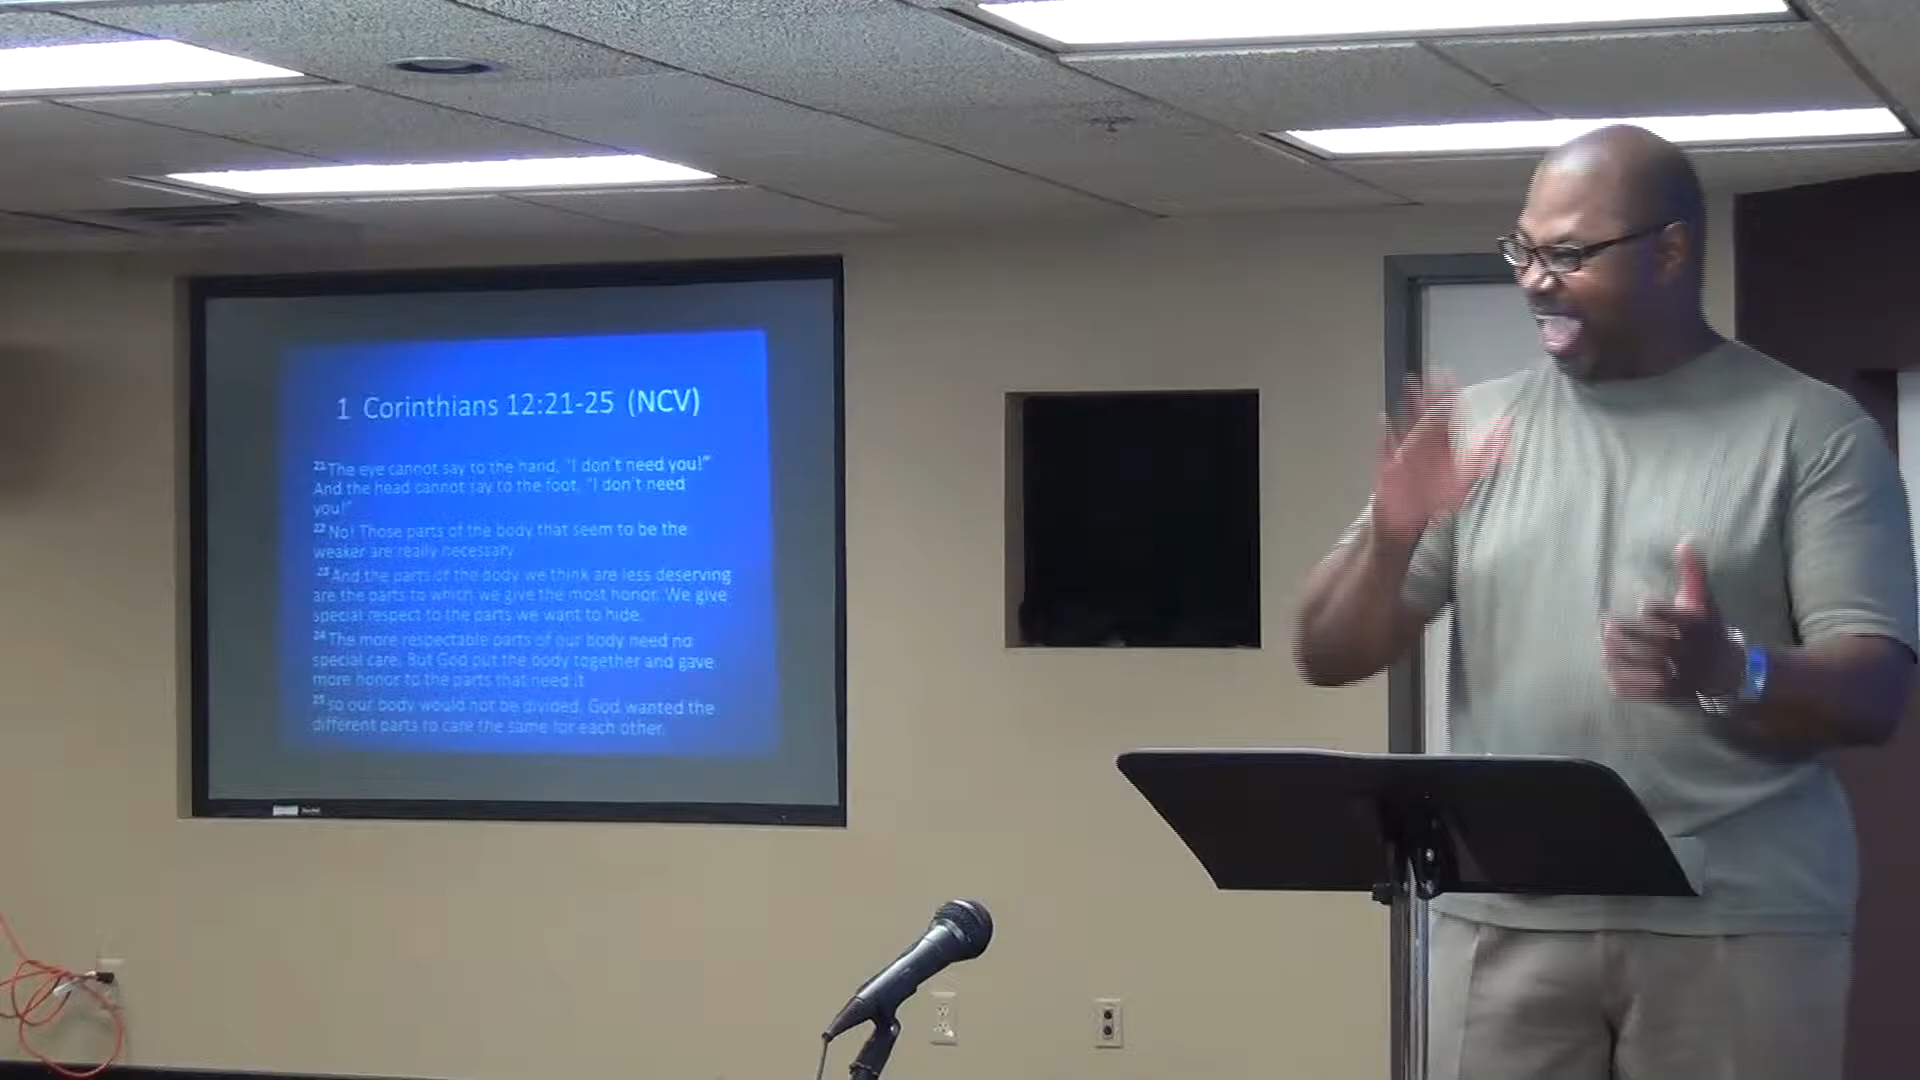 1 Corinthians 12:21-25 (NCV)
21 The eye cannot say to the hand, “I don't need you!”
And the head cannot say to the foot, “I don't need
you!”
22 No! Those parts of the body that seem to be the
weaker are really necessary
23 And the parts of the body we think are less deserving
are the parts to which we give the most honor. We give
special respect to the parts we want to hide.
24 The more respectable parts of our body need no
special care. But God put the body together and gave
more honor to the parts that need it
25 so our body would not be divided. God wanted the
different parts to care the same for each other.